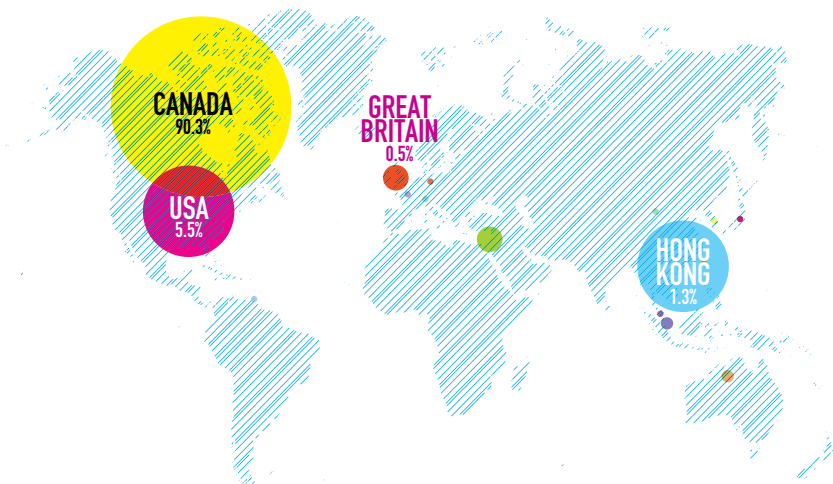 CANADA
90.3%
GREAT
BRITAIN
0.5%
USA
5.5%
HONG
KONG
1.3%